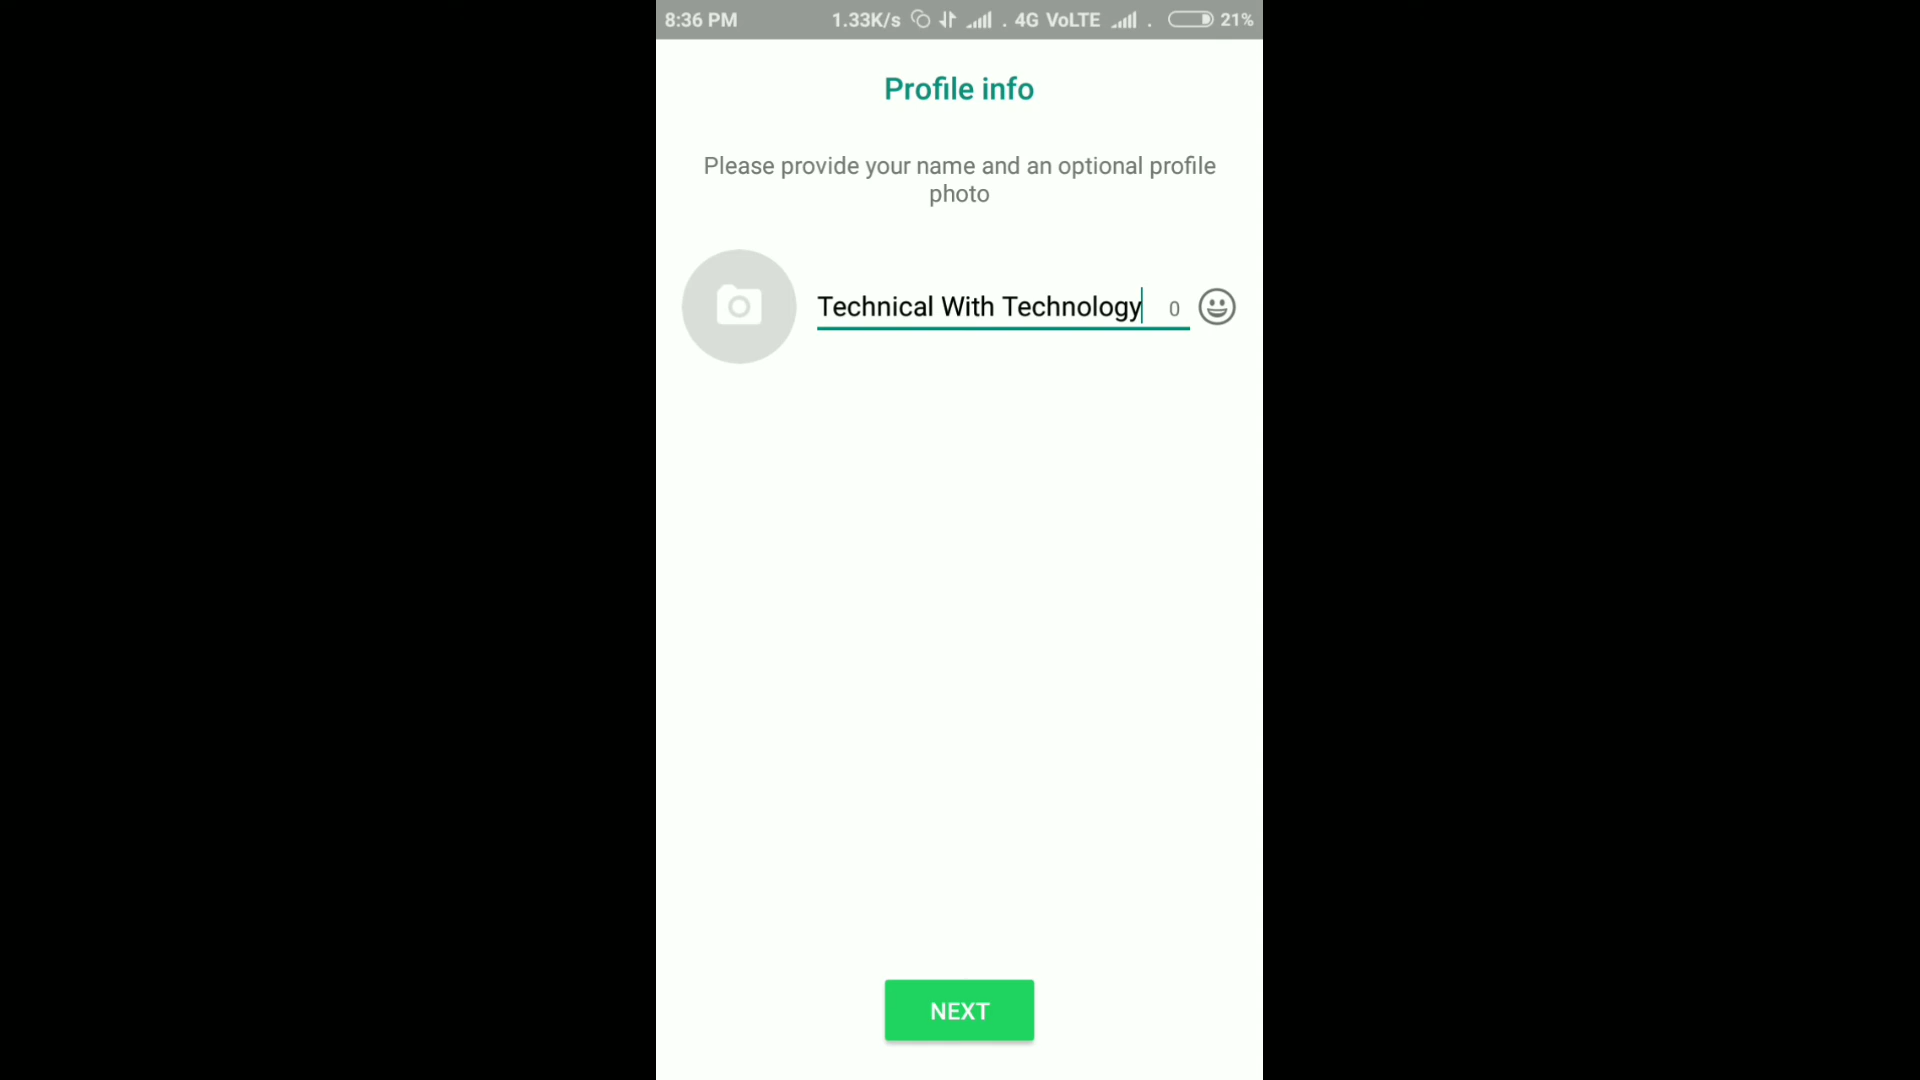 8:36 PM 1.33K/s . 4G VoLTE . 21%
Profile info
Please provide your name and an optional profile
photo
Technical With Technology 0
NEXT